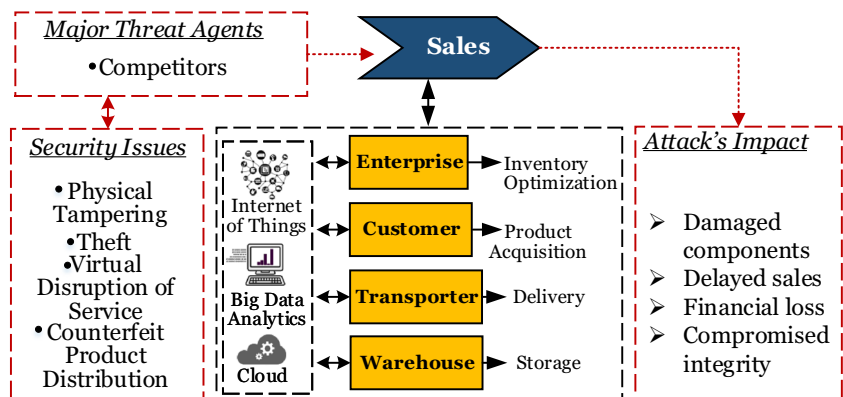 Major Threat Agents
•Competitors
Sales
Security Issues
•Physical
Tampering
•Theft
•Virtual
Disruption of
Service
•Counterfeit
Product
Distribution
Internet
of Things
Big Data
Analytics
Cloud
Enterprise
Inventory
Optimization
Customer
Product
Acquisition
Transporter
Delivery
Warehouse
Storage
Attack's Impact
➢ Damaged
components
➢ Delayed sales
➢ Financial loss
➢ Compromised
integrity